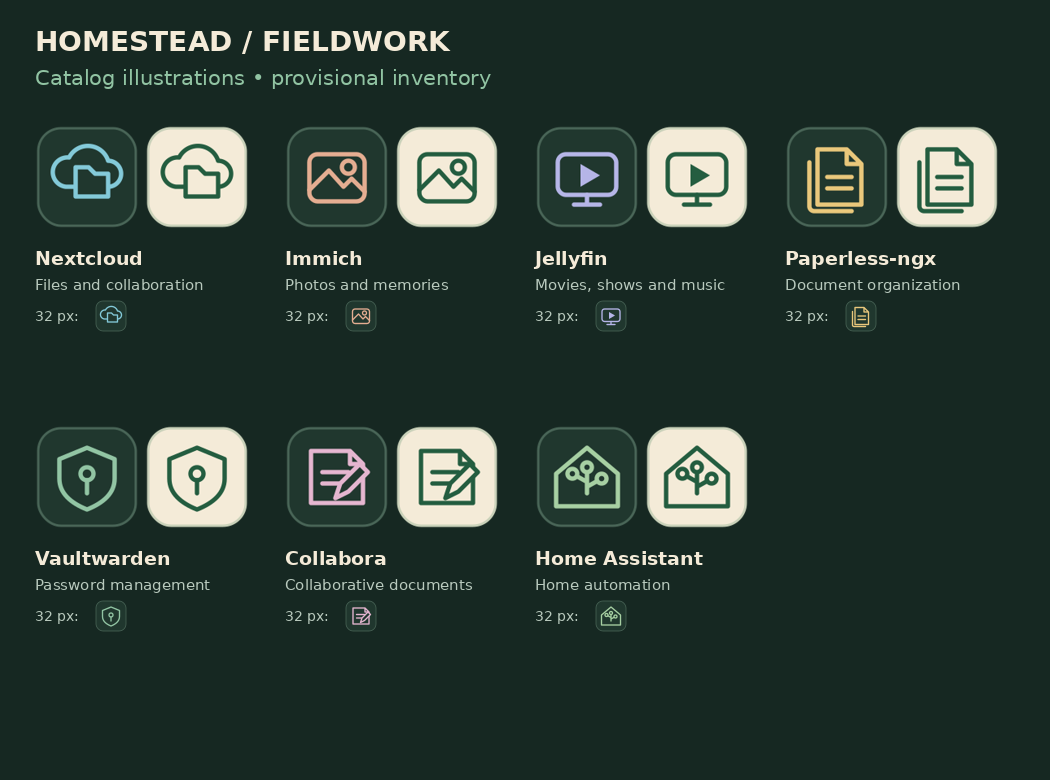 HOMESTEAD / FIELDWORK
Catalog illustrations • provisional inventory
Nextcloud
Files and collaboration
32 px:
Immich
Photos and memories
32 px:
Jellyfin
Movies, shows and music
32 px:
Paperless-ngx
Document organization
32 px:
Vaultwarden
Password management
32 px:
Collabora
Collaborative documents
32 px:
Home Assistant
Home automation
32 px: